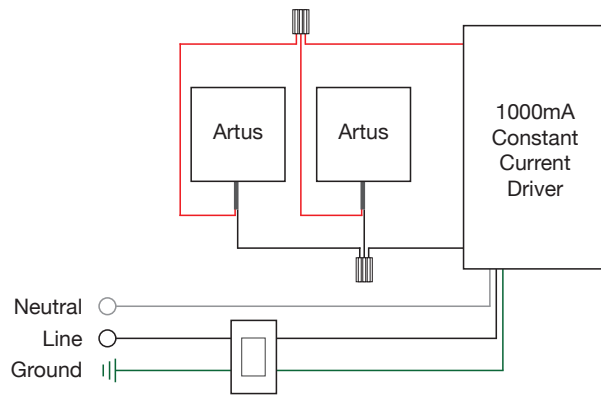 Artus
Artus
1000mA
Constant
Current
Driver
Neutral
Line
Ground